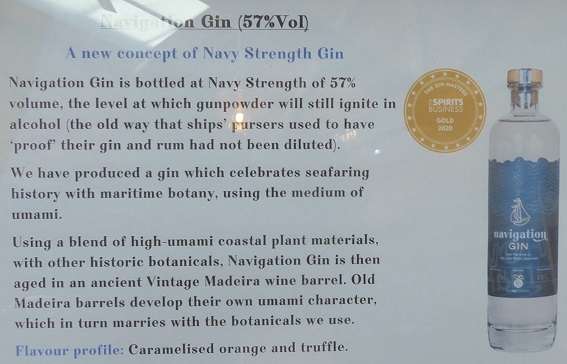 Navigation Gin (57%Vol)
A new concept of Navy Strength Gin
Navigation Gin is bottled at Navy Strength of 57%
volume, the level at which gunpowder will still ignite in
alcohol (the old way that ships' pursers used to have
‘proof’ their gin and rum had not been diluted).
We have produced a gin which celebrates seafaring
history with maritime botany, using the medium of
umami.
Using a blend of high-umami coastal plant materials,
with other historic botanicals, Navigation Gin is then
aged in an ancient Vintage Madeira wine barrel. Old
Madeira barrels develop their own umami character,
which in turn marries with the botanicals we use.
Flavour profile: Caramelised orange and truffle.
THE GIN MASTERS
THE SPIRITS
BUSINESS
GOLD
2020
navigation
GIN